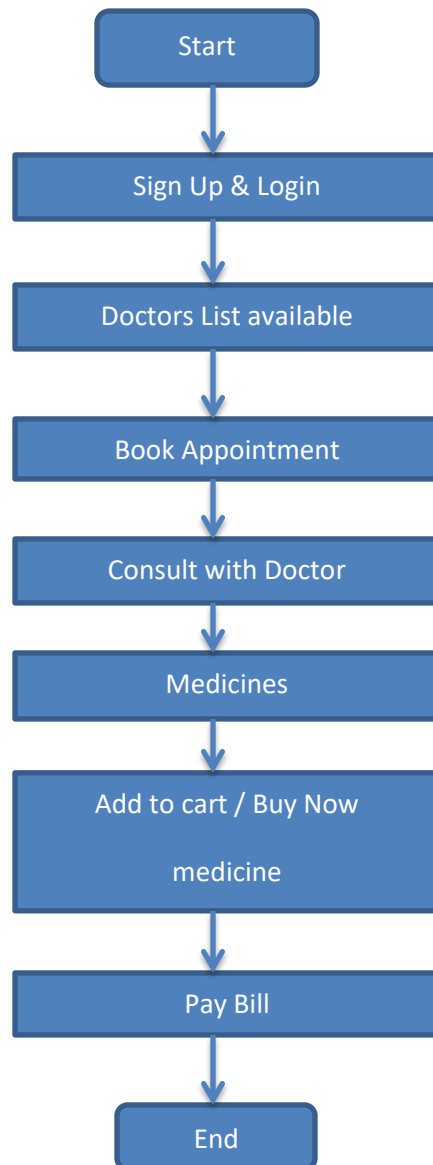 Start
Sign Up & Login
Doctors List available
Book Appointment
Consult with Doctor
Medicines
Add to cart / Buy Now
medicine
Pay Bill
End